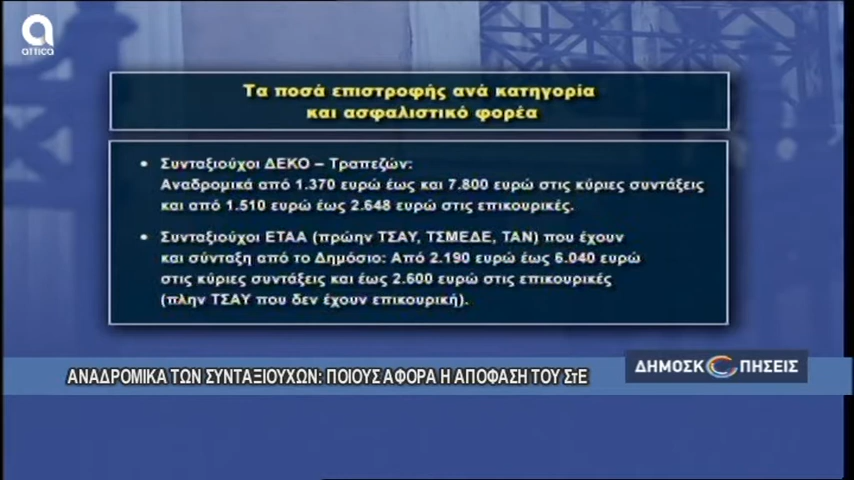 αττica
Τα ποσά επιστροφής ανά κατηγορία
και ασφαλιστικό φορέα
• Συνταξιούχοι ΔΕΚΟ – Τραπεζών:
Αναδρομικά από 1.370 ευρώ έως και 7.800 ευρώ στις κύριες συντάξεις
και από 1.510 ευρώ έως 2.648 ευρώ στις επικουρικές.
• Συνταξιούχοι ΕΤΑΑ (πρώην ΤΣΑΥ, ΤΣΜΕΔΕ, ΤΑΝ) που έχουν
και σύνταξη από το Δημόσιο: Από 2.190 ευρώ έως 6.040 ευρώ
στις κύριες συντάξεις και έως 2.600 ευρώ στις επικουρικές
(πλην ΤΣΑΥ που δεν έχουν επικουρική).
ΔΗΜΟΣΚΟΠΗΣΕΙΣ
ΑΝΑΔΡΟΜΙΚΑ ΤΩΝ ΣΥΝΤΑΞΙΟΥΧΩΝ: ΠΟΙΟΥΣ ΑΦΟΡΑ Η ΑΠΟΦΑΣΗ ΤΟΥ ΣτΕ